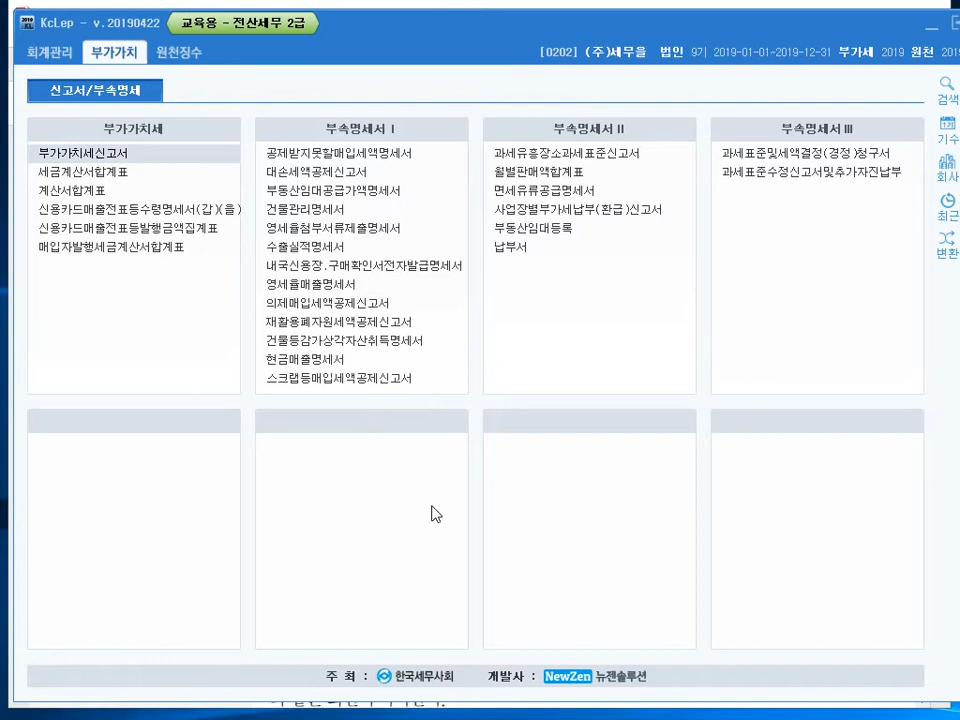 KcLep - v.20190422 교육용 - 전산세무 2급
회계관리 부가가치 원천징수 [0202] (주)세무을 법인 9기 2019-01-01~2019-12-31 부가세 2019 원천 2019
신고서/부속명세
검색
기수
회사
최근
변환
부가가치세
부가가치세신고서
세금계산서합계표
계산서합계표
신용카드매출전표등수령명세서(갑)(을)
신용카드매출전표등발행금액집계표
매입자발행세금계산서합계표
부속명세서 I
공제받지못할매입세액명세서
대손세액공제신고서
부동산임대공급가액명세서
건물관리명세서
영세율첨부서류제출명세서
수출실적명세서
내국신용장.구매확인서전자발급명세서
영세율매출명세서
의제매입세액공제신고서
재활용폐자원세액공제신고서
건물등감가상각자산취득명세서
현금매출명세서
스크랩등매입세액공제신고서
부속명세서 II
과세유흥장소과세표준신고서
월별판매액합계표
면세유류공급명세서
사업장별부가세납부(환급)신고서
부동산임대등록
납부서
부속명세서 III
과세표준및세액결정(경정)청구서
과세표준수정신고서및추가자진납부
주 최 : 한국세무사회 개발사 : NewZen 뉴젠솔루션